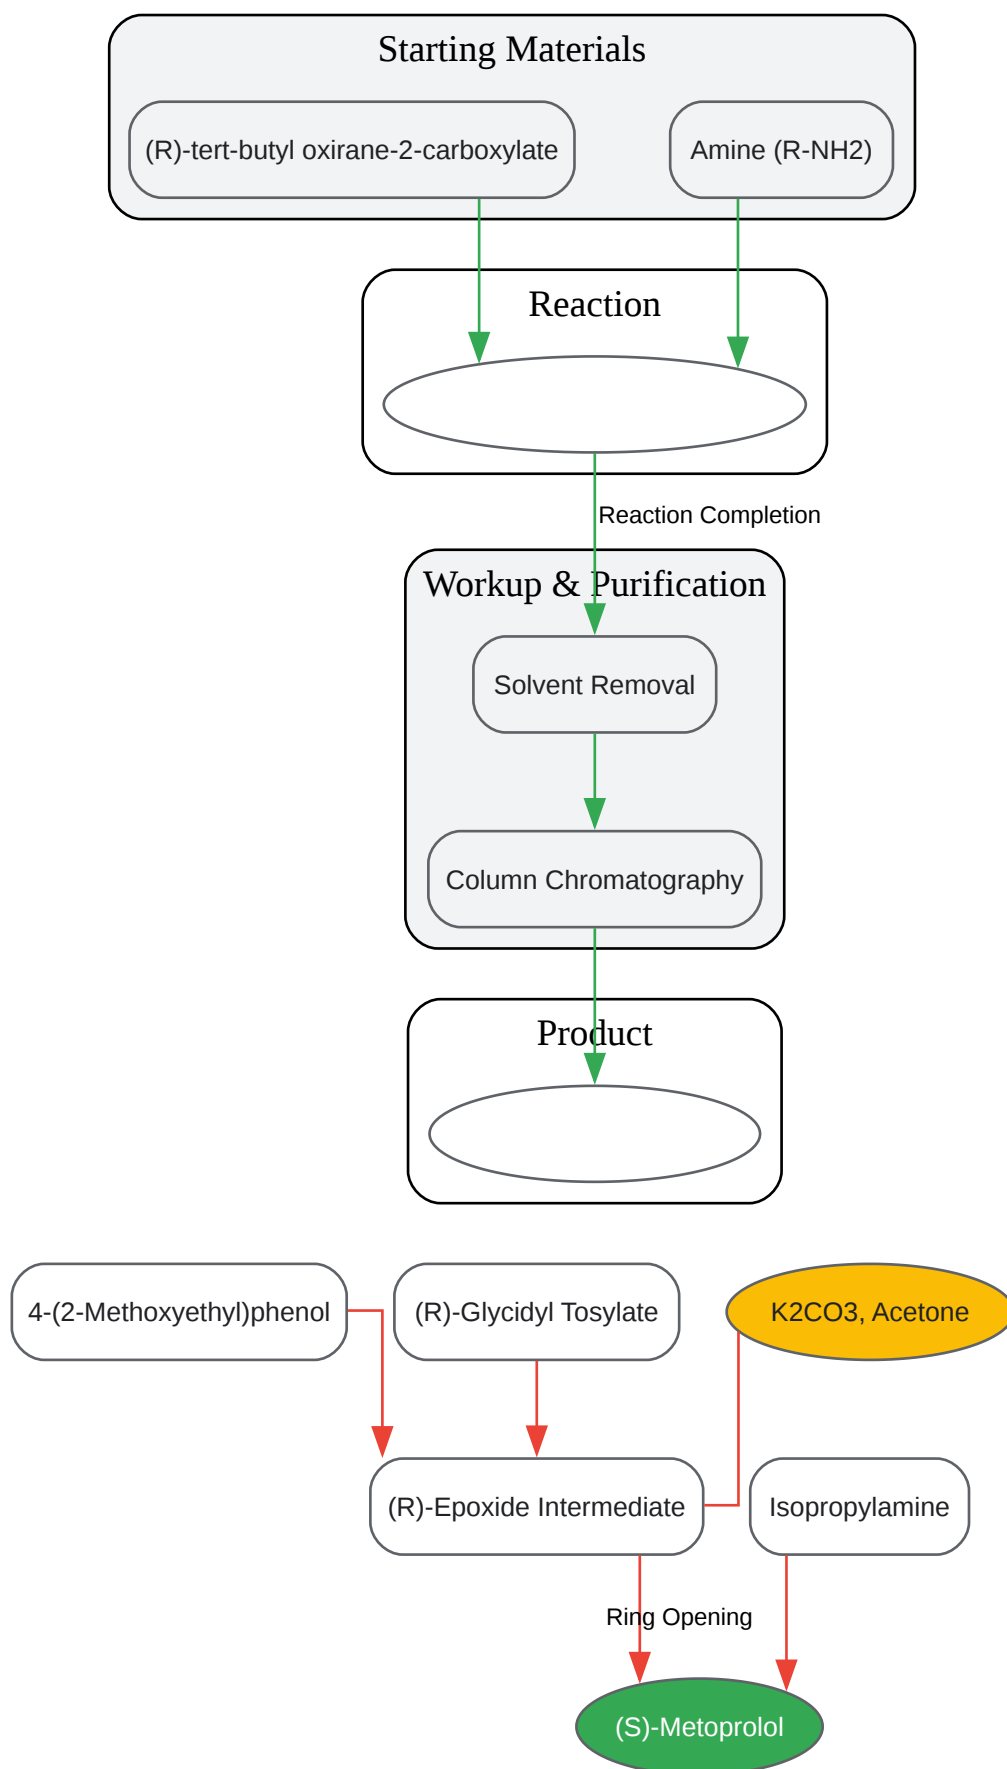 Starting Materials
(R)-tert-butyl oxirane-2-carboxylate
Amine (R-NH2)
Reaction
Reaction Completion
Workup & Purification
Solvent Removal
Column Chromatography
Product
4-(2-Methoxyethyl)phenol
(R)-Glycidyl Tosylate
K2CO3, Acetone
(R)-Epoxide Intermediate
Isopropylamine
Ring Opening
(S)-Metoprolol